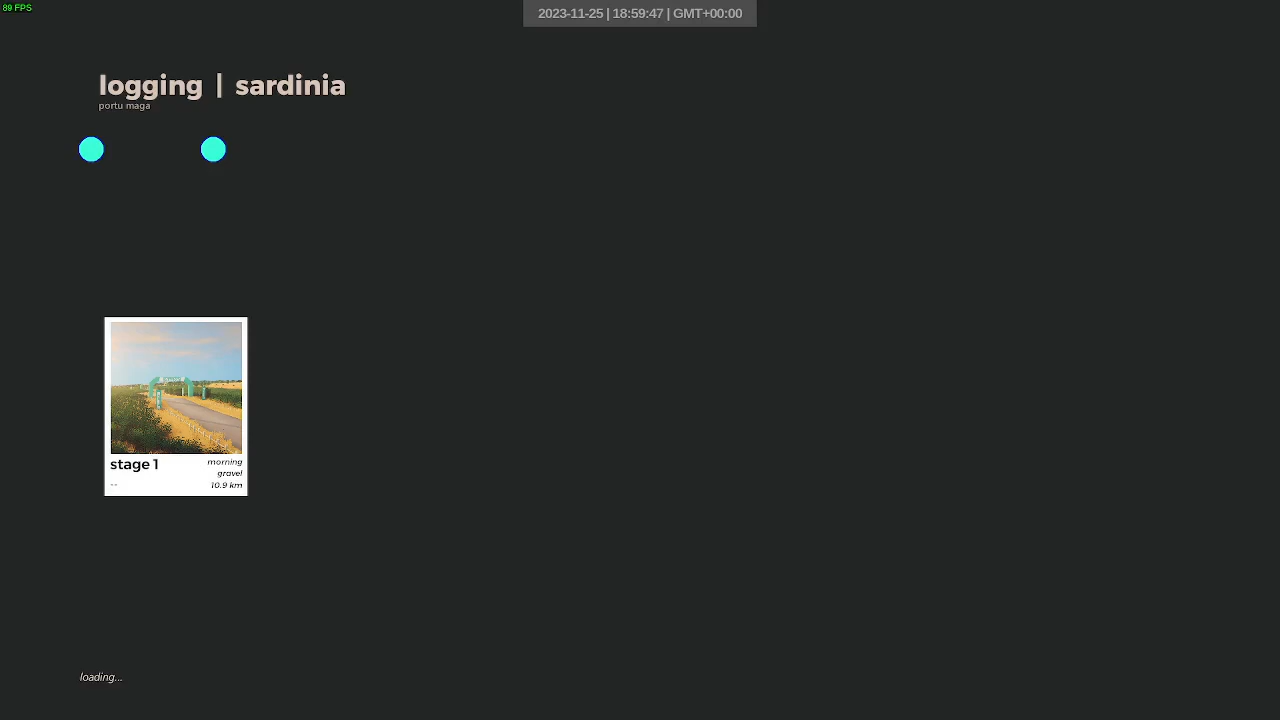 89 FPS
2023-11-25 | 18:59:47 | GMT+00:00
logging | sardinia
portu maga
stage 1
morning
gravel
--
10.9 km
loading...